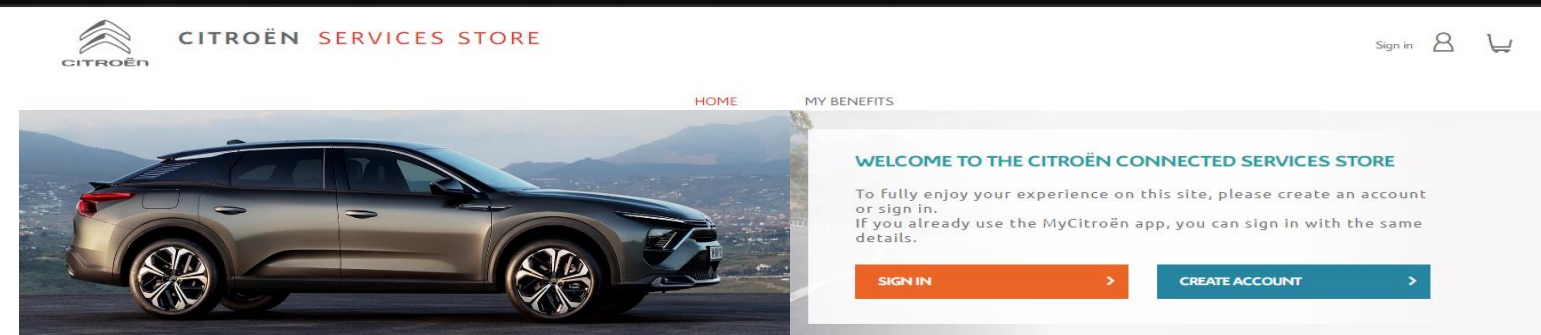 CITROËN SERVICES STORE
CITROËN
Sign in
HOME
MY BENEFITS
WELCOME TO THE CITROËN CONNECTED SERVICES STORE
To fully enjoy your experience on this site, please create an account
or sign in.
If you already use the MyCitroën app, you can sign in with the same
details.
SIGN IN >
CREATE ACCOUNT >